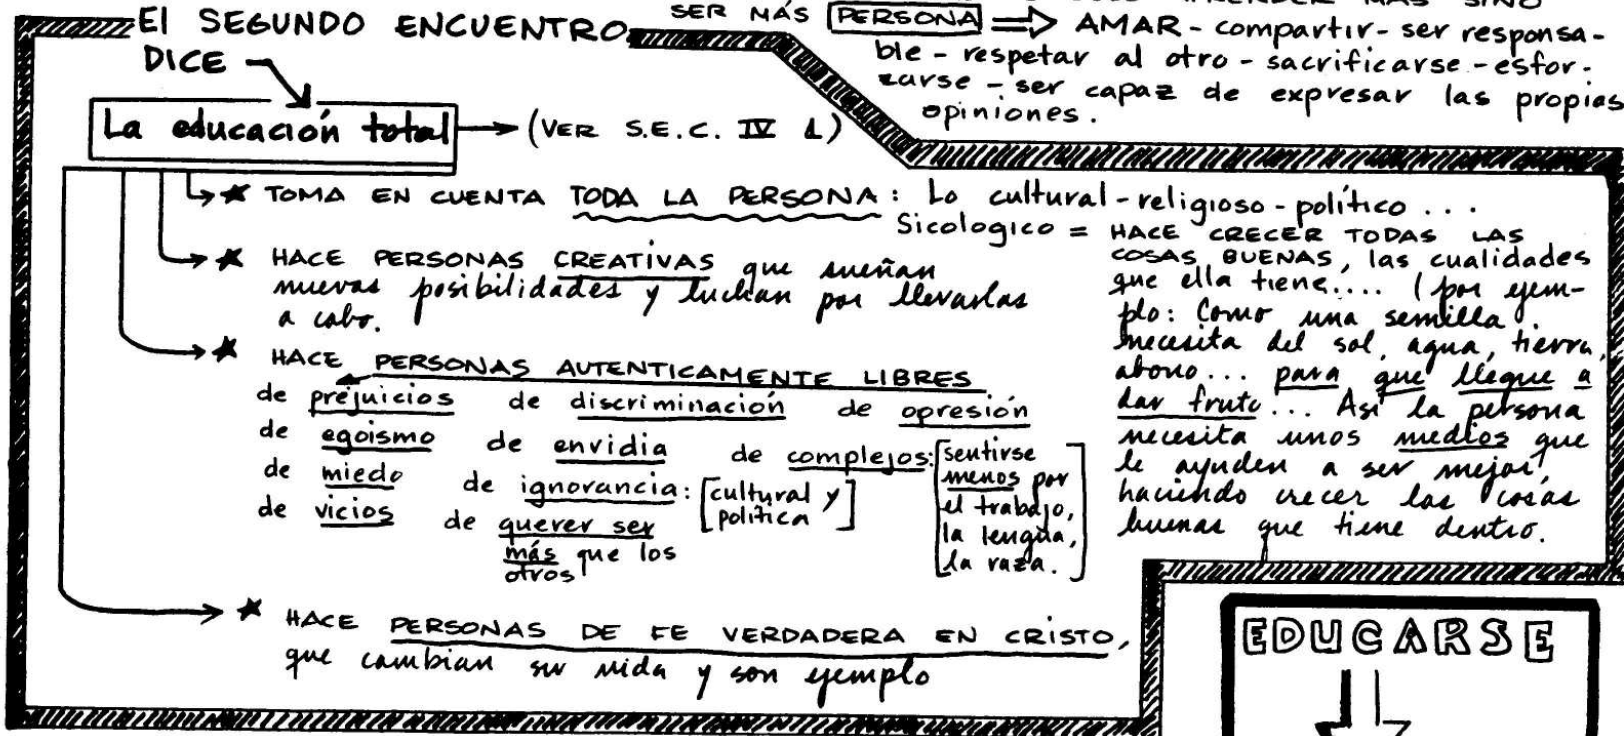 SER MÁS PERSONA ⇒ AMAR - compartir - ser responsa-
ble - respetar al otro - sacrificarse - esfor-
zarse - ser capaz de expresar las propias
opiniones.
El SEGUNDO ENCUENTRO
DICE
La educación total → (VER S.E.C. IV 1)
★ TOMA EN CUENTA TODA LA PERSONA: Lo cultural - religioso - político ...
Sicologico = HACE CRECER TODAS LAS
COSAS BUENAS, las cualidades
que ella tiene.... (por ejem-
plo: Como una semilla
necesita del sol, agua, tierra,
abono... para que llegue a
dar fruto... Asi la persona
necesita unos medios que
le ayuden a ser mejor,
haciendo crecer las cosas
buenas que tiene dentro.
★ HACE PERSONAS CREATIVAS que sueñan
nuevas posibilidades y luchan por llevarlas
a cabo.
★ HACE PERSONAS AUTENTICAMENTE LIBRES
de prejuicios de discriminación de opresión
de egoismo de envidia de complejos: [sentirse
menos por
el trabajo,
la lengua,
la raza.]
de miedo de ignorancia: [cultural y
politica]
de vicios de querer ser
más que los
otros
★ HACE PERSONAS DE FE VERDADERA EN CRISTO,
que cambian su vida y son ejemplo
EDUCARSE